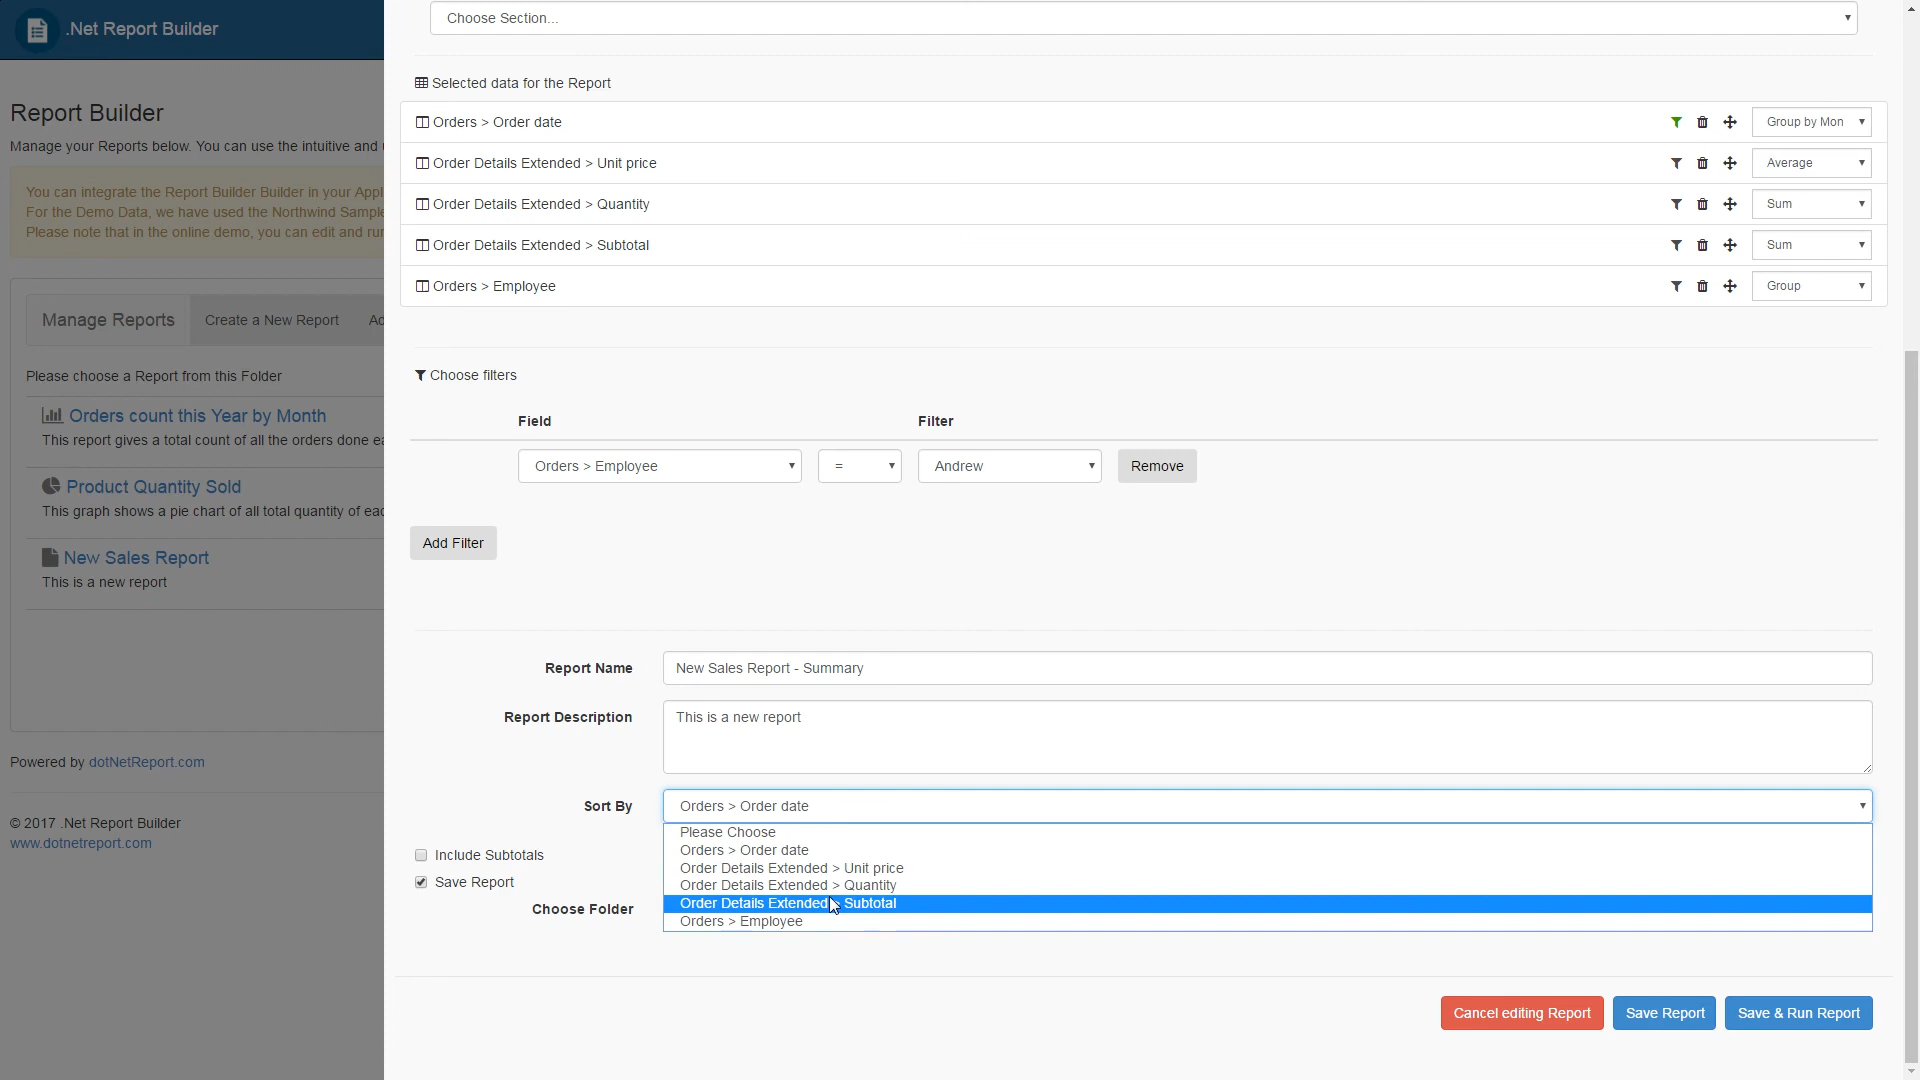 .Net Report Builder
Report Builder
Manage your Reports below. You can use the intuitive and
You can integrate the Report Builder Builder in your Appl
For the Demo Data, we have used the Northwind Sample
Please note that in the online demo, you can edit and run
Manage Reports
Create a New Report
Ad
Please choose a Report from this Folder
Orders count this Year by Month
This report gives a total count of all the orders done ea
Product Quantity Sold
This graph shows a pie chart of all total quantity of eac
New Sales Report
This is a new report
Powered by dotNetReport.com
© 2017 .Net Report Builder
www.dotnetreport.com
Choose Section...
Selected data for the Report
Orders > Order date
Group by Mon
Order Details Extended > Unit price
Average
Order Details Extended > Quantity
Sum
Order Details Extended > Subtotal
Sum
Orders > Employee
Group
Choose filters
Field
Filter
Orders > Employee
=
Andrew
Remove
Add Filter
Report Name
New Sales Report - Summary
Report Description
This is a new report
Sort By
Orders > Order date
Please Choose
Orders > Order date
Order Details Extended > Unit price
Order Details Extended > Quantity
Order Details Extended > Subtotal
Orders > Employee
Include Subtotals
Save Report
Choose Folder
Cancel editing Report
Save Report
Save & Run Report